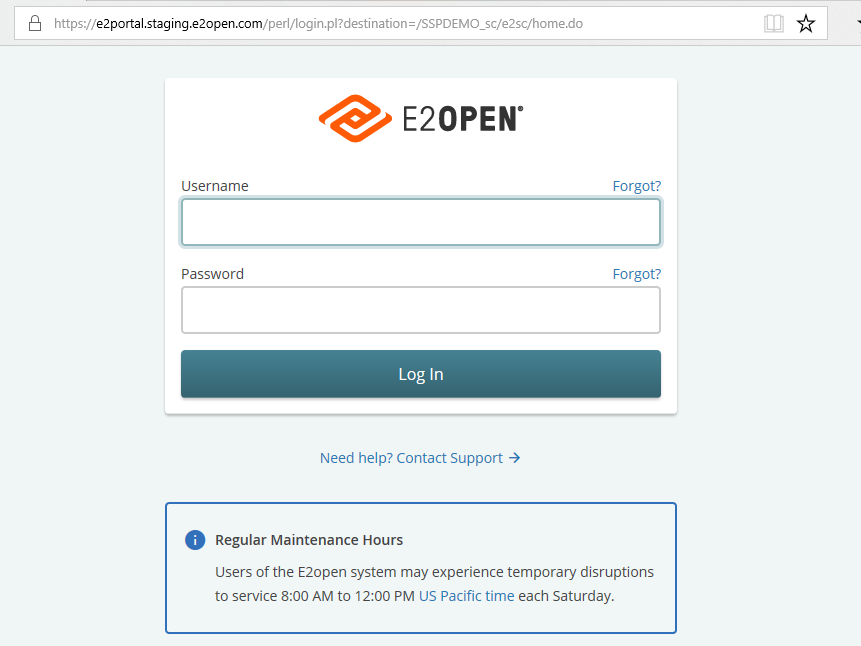 https://e2portal.staging.e2open.com/perl/login.pl?destination=/SSPDEMO_sc/e2sc/home.do
E2OPEN®
Username Forgot?
Password Forgot?
Log In
Need help? Contact Support →
Regular Maintenance Hours
Users of the E2open system may experience temporary disruptions
to service 8:00 AM to 12:00 PM US Pacific time each Saturday.